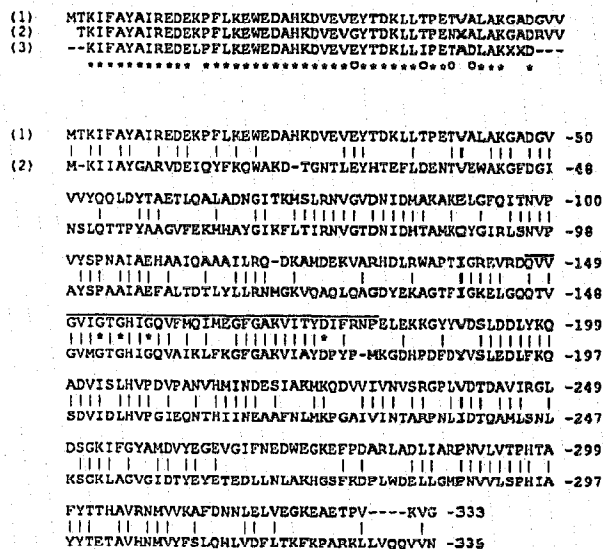 (1) MTKIFAYAIREDEKPFLKEWEDAHKDVEVEYTDKLLTPETVALAKGADGVV
(2) TKIFAYAIREDEKPFLKEWEDAHKDVEVGYTDKLLTPENXALAKGADRVV
(3) --KIFAYAIREDELPFLKEWEDAHKDVEVEYTDKLLIPETADLAKXXD---
(1) MTKIFAYAIREDEKPFLKEWEDAHKDVEVEYTDKLLTPETVALAKGADGV -50
(2) M-KIIAYGARVDEIQYFKQWAKD-TGNTLEYHTEFLDENTVEWAKGFDGI -48
VVYQQLDYTAETLQALADNGITKMSLRNVGVDNIDMAKAKELGFQITNVP -100
NSLQTTPYAAGVFEKMHAYGIKFLTIRNVGTDNIDMTAMKQYGIRLSNVP -98
VYSPNAIAEHAAIQAAAILRQ-DKAMDEKVARHDLRWAPTIGREVRDQVV -149
AYSPAAIAEFALTDTLYLLRNMGKVQAQLQAGDYEKAGTFIGKELGQQTV -148
GVIGTGHIGQVFMQIMEGFGAKVITYDIFRNPELEKKGYYVDSLDDLYKQ -199
GVMGTGHIGQVAIKLFKGFGAKVIAYDPYP-MKGDHPDFDYVSLEDLFKQ -197
ADVISLHVPDVPANVHMINDESIAKMKQDVVIVNVSRGPLVDTDAVIRGL -249
SDVIDLHVPGIEQNTHIINEAAFNLMKPGAIVINTARPNLIDTQAMLSNL -247
DSGKIFGYAMDVYEGEVGIFNEDWEGKEFPDARLADLIARPNVLVTPHTA -299
KSGKLAGVGIDTYEYETEDLLNLAKHGSFKDPLWDELLGMPNVVLSPHIA -297
FYTTHAVRNMVVKAFDNNLELVEGKEAETPV----KVG -333
YYTETAVHNMVYFSLQHLVDFLTKFKPARKLLVQQVVN -335